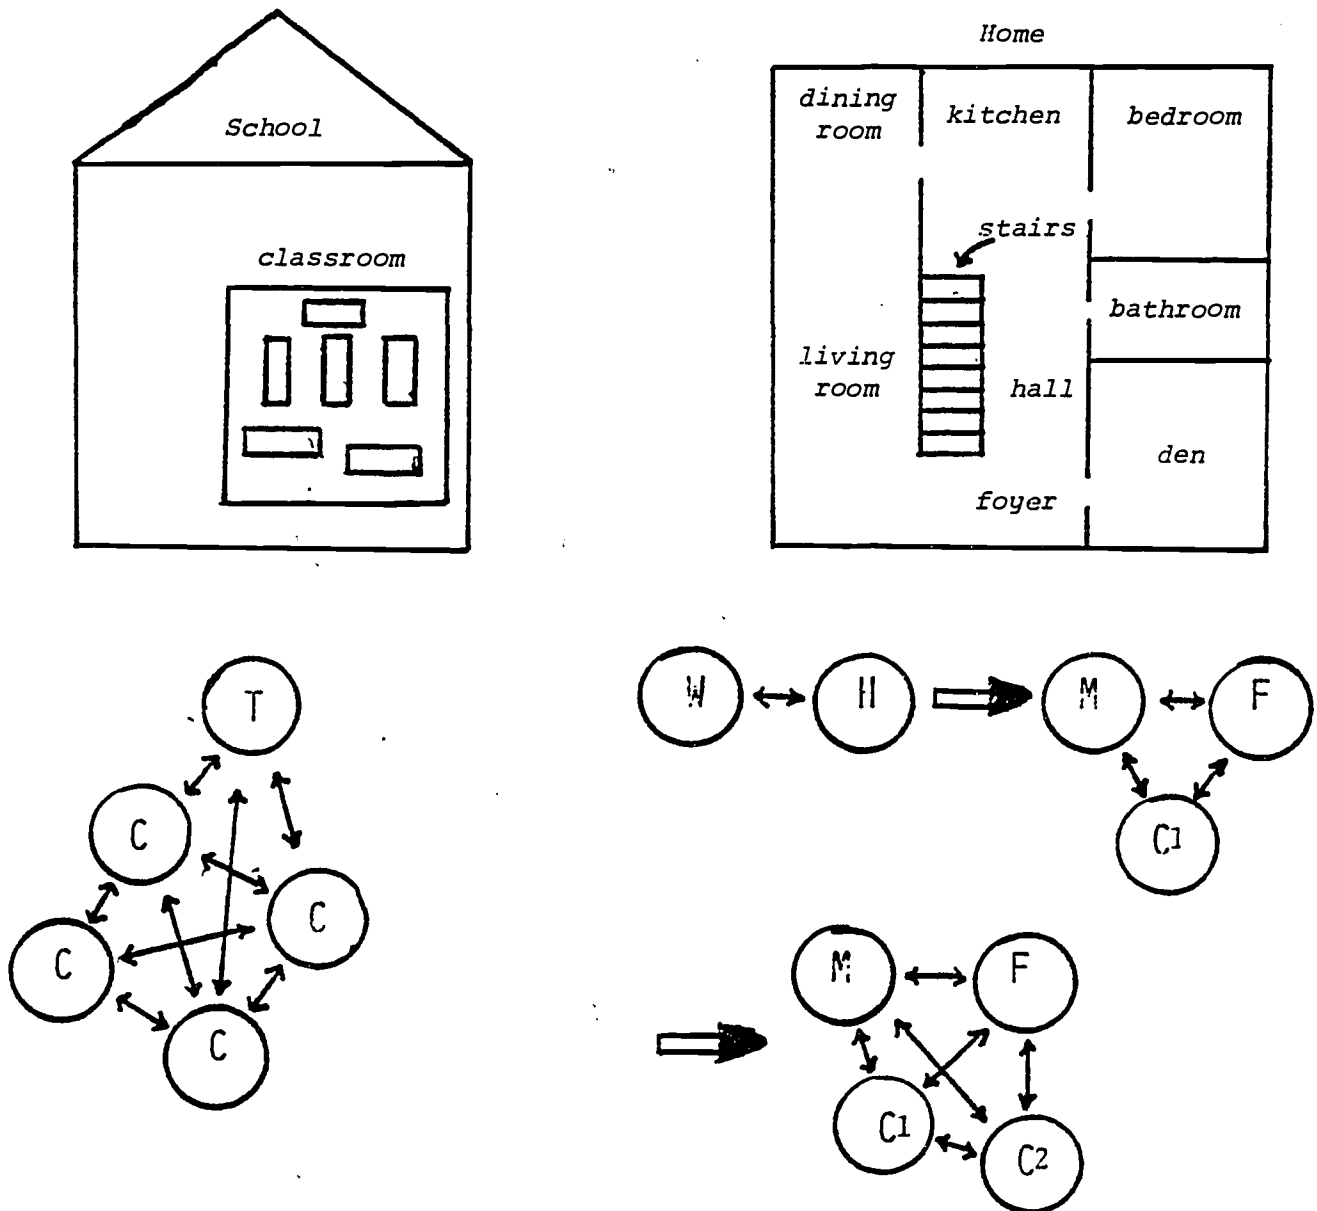 School
classroom
Home
dining
room
kitchen
bedroom
stairs
bathroom
living
room
hall
den
foyer
T
C
C
C
C
W
H
M
F
C1
M
F
C1
C2